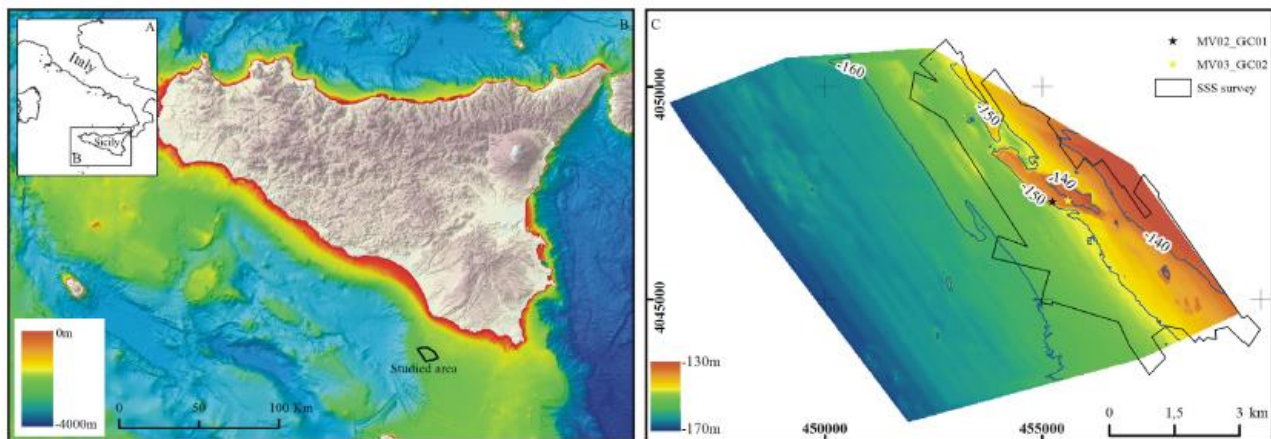 A
B
Italy
Sicily
B
0m
-4000m
Studied area
0 50 100 Km
C
MV02_GC01
MV03_GC02
SSS survey
-160
-150
-140
-150
-140
4050000
4045000
-130m
-170m
450000 455000
0 1,5 3 km